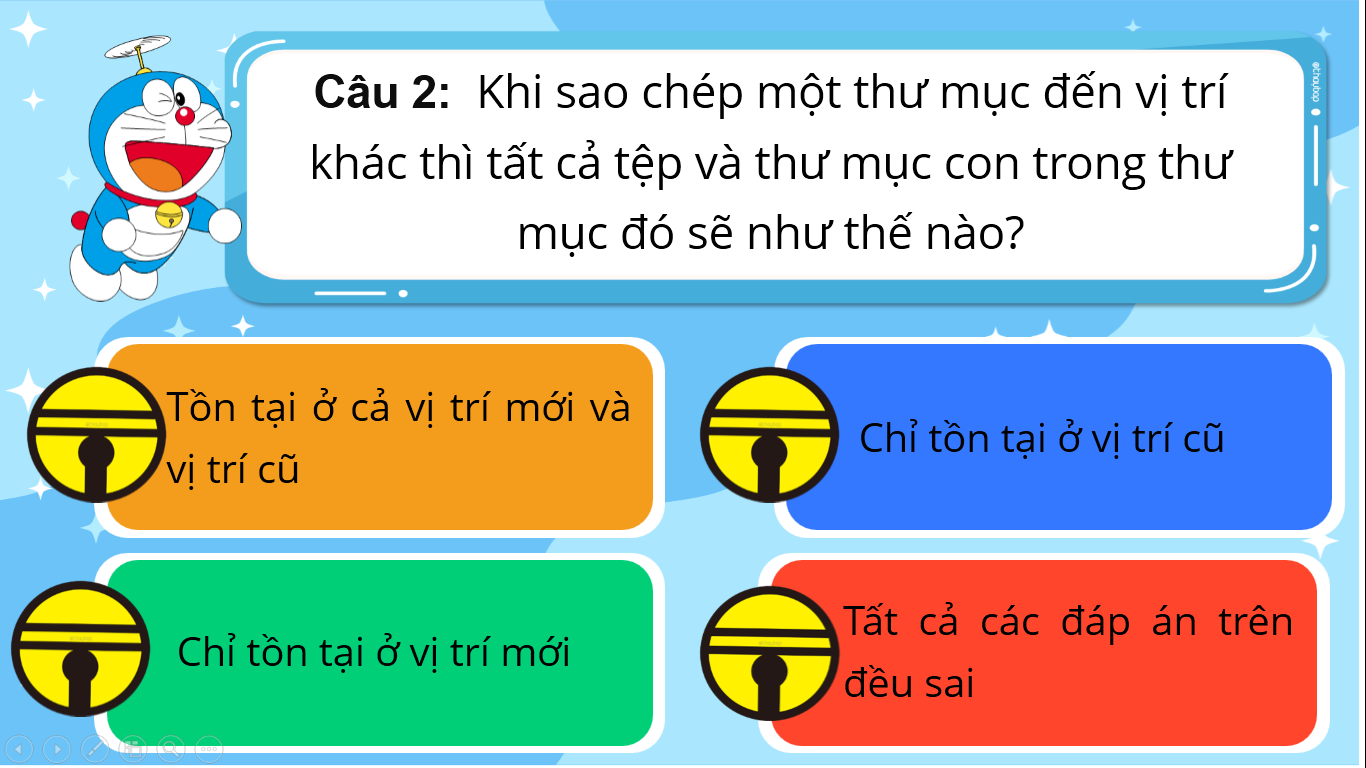 Câu 2: Khi sao chép một thư mục đến vị trí
khác thì tất cả tệp và thư mục con trong thư
mục đó sẽ như thế nào?
Tồn tại ở cả vị trí mới và
vị trí cũ
Chỉ tồn tại ở vị trí cũ
Chỉ tồn tại ở vị trí mới
Tất cả các đáp án trên
đều sai